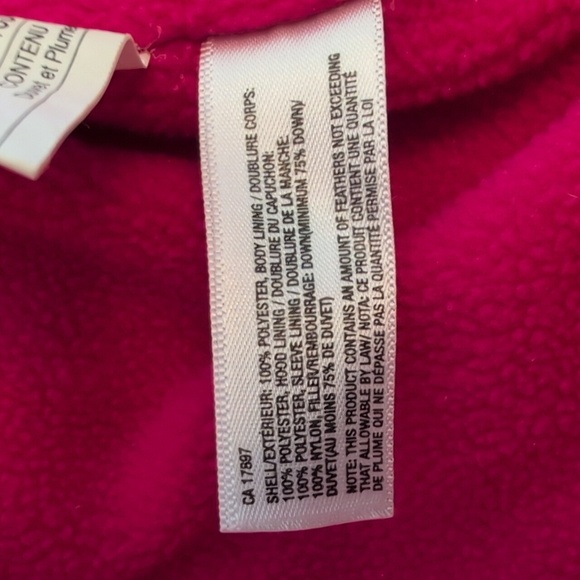 CONTENU
Duvet et Plume
CA 17897
SHELL/EXTÉRIEUR: 100% POLYESTER, BODY LINING / DOUBLURE CORPS:
100% POLYESTER, HOOD LINING / DOUBLURE DU CAPUCHON:
100% POLYESTER, SLEEVE LINING / DOUBLURE DE LA MANCHE:
100% NYLON, FILLER/REMBOURRAGE: DOWN(MINIMUM 75% DOWN)/
DUVET(AU MOINS 75% DE DUVET)
NOTE: THIS PRODUCT CONTAINS AN AMOUNT OF FEATHERS NOT EXCEEDING
THAT ALLOWABLE BY LAW/ NOTA: CE PRODUIT CONTIENT UNE QUANTITÉ
DE PLUME QUI NE DÉPASSE PAS LA QUANTITÉ PERMISE PAR LA LOI